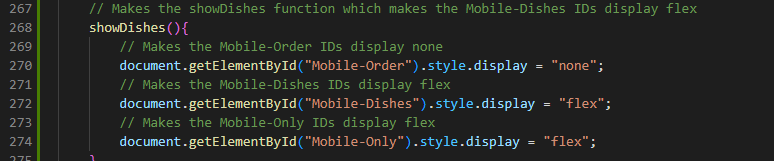 267 // Makes the showDishes function which makes the Mobile-Dishes IDs display flex
268 showDishes(){
269 // Makes the Mobile-Order IDs display none
270 document.getElementById("Mobile-Order").style.display = "none";
271 // Makes the Mobile-Dishes IDs display flex
272 document.getElementById("Mobile-Dishes").style.display = "flex";
273 // Makes the Mobile-Only IDs display flex
274 document.getElementById("Mobile-Only").style.display = "flex";
275 }